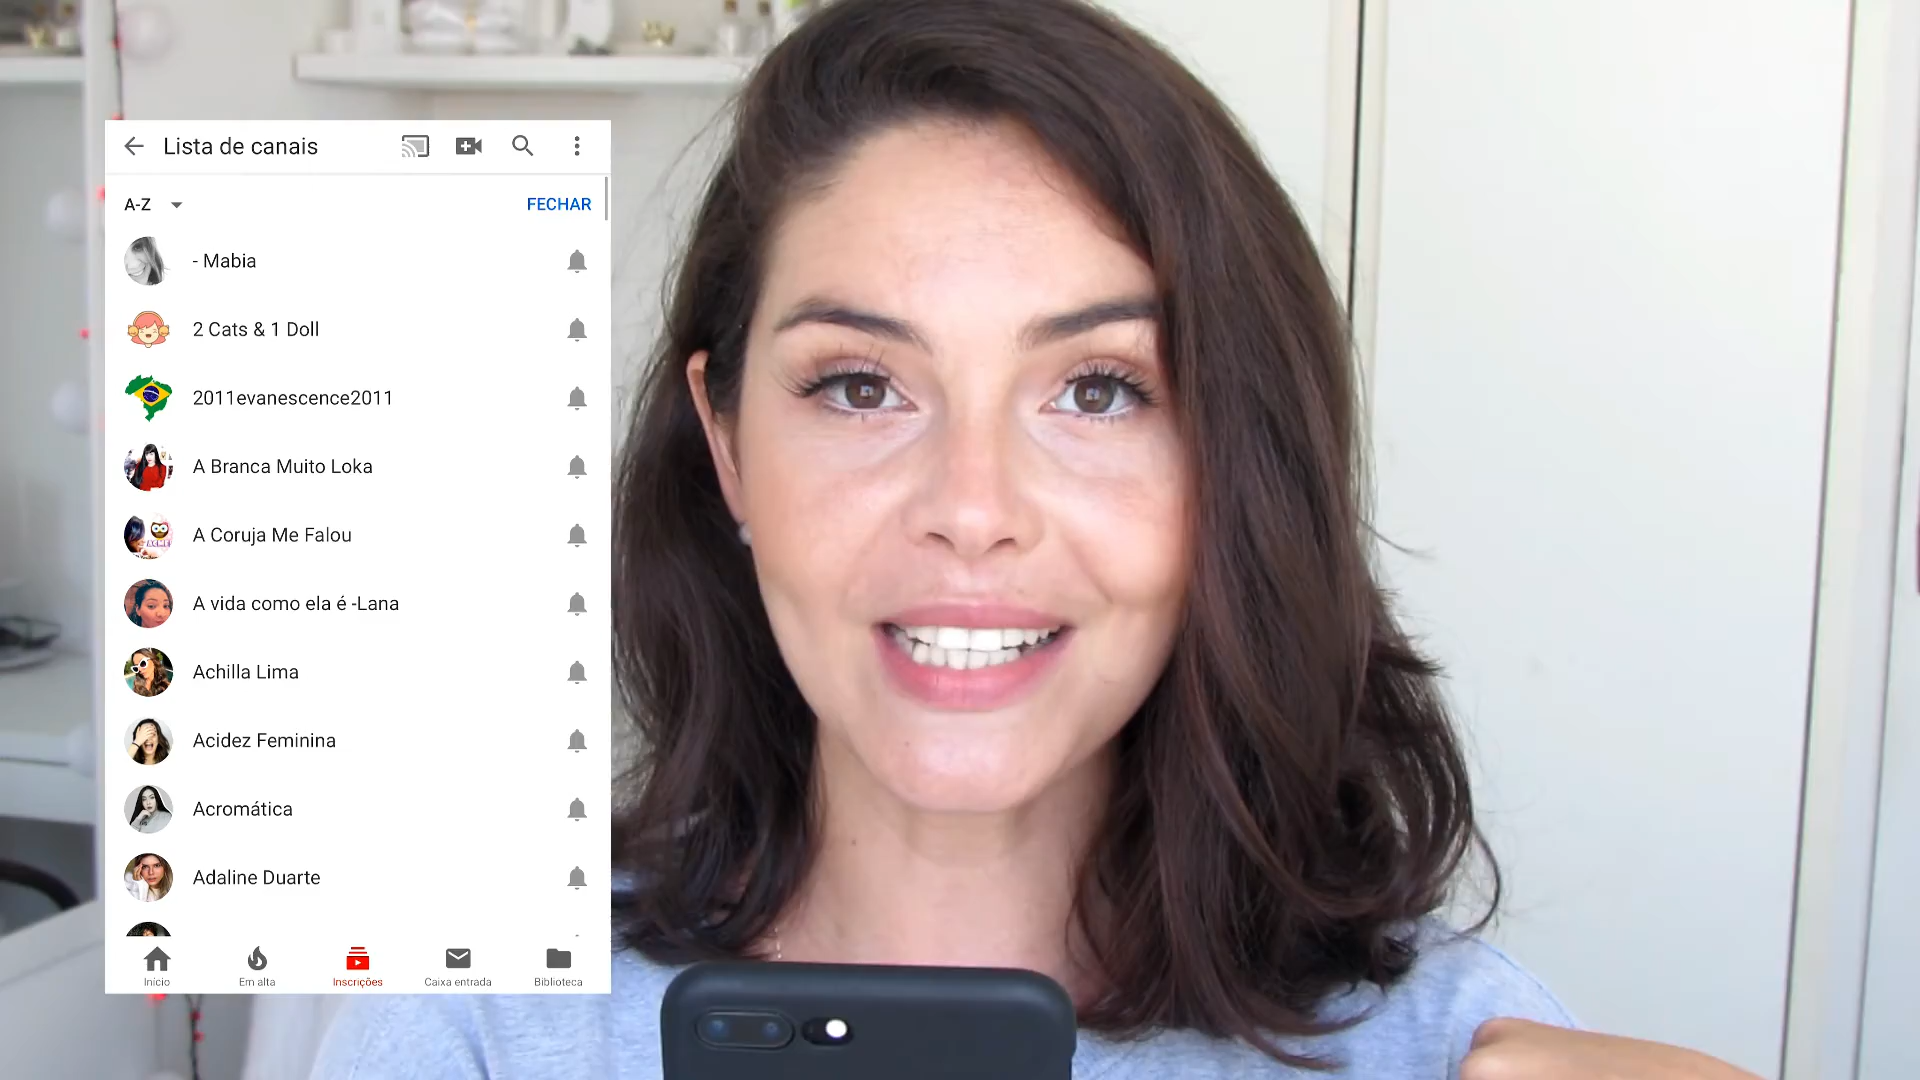 Lista de canais
A-Z FECHAR
- Mabia
2 Cats & 1 Doll
2011evanescence2011
A Branca Muito Loka
A Coruja Me Falou
A vida como ela é -Lana
Achilla Lima
Acidez Feminina
Acromática
Adaline Duarte
Início Em alta Inscrições Caixa entrada Biblioteca